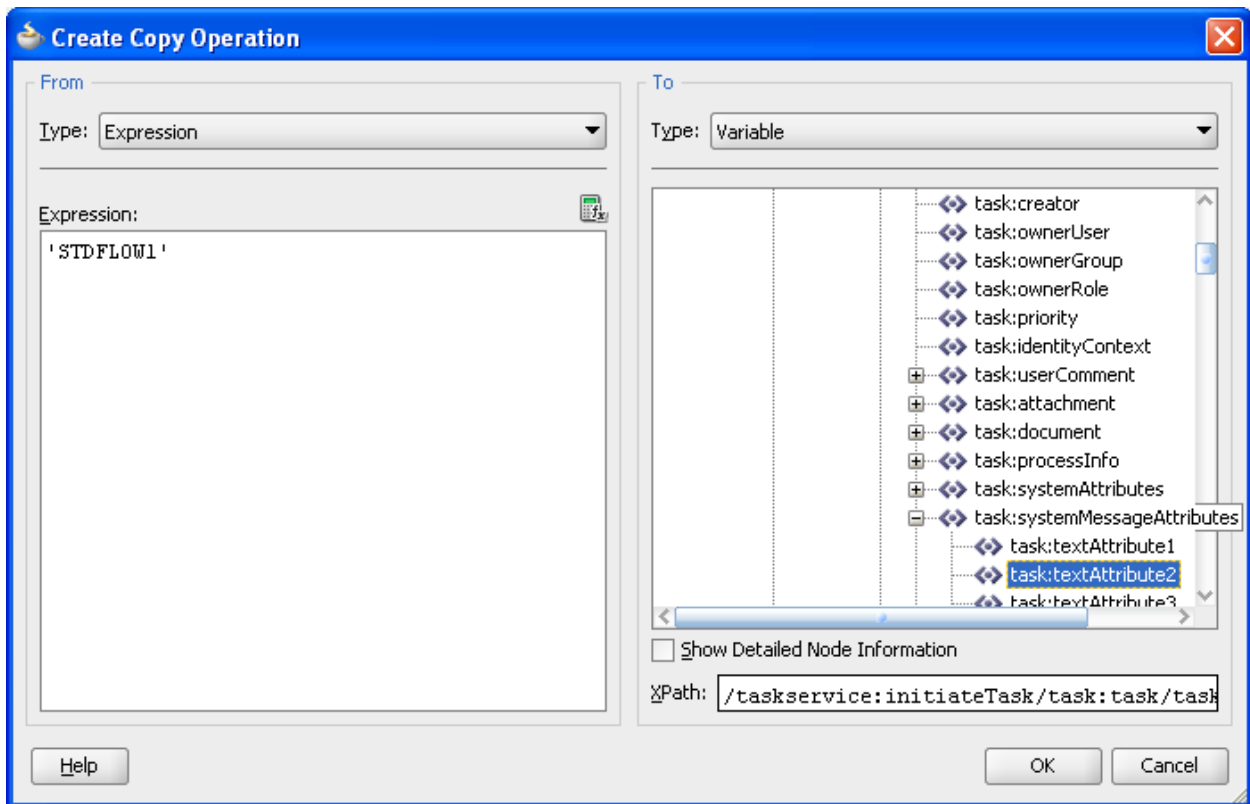 Create Copy Operation
From
Type: Expression
Expression:
'STDFLOW1'
To
Type: Variable
task:creator
task:ownerUser
task:ownerGroup
task:ownerRole
task:priority
task:identityContext
task:userComment
task:attachment
task:document
task:processInfo
task:systemAttributes
task:systemMessageAttributes
task:textAttribute1
task:textAttribute2
task:textAttribute3
Show Detailed Node Information
XPath: /taskservice:initiateTask/task:task/task
Help
OK
Cancel